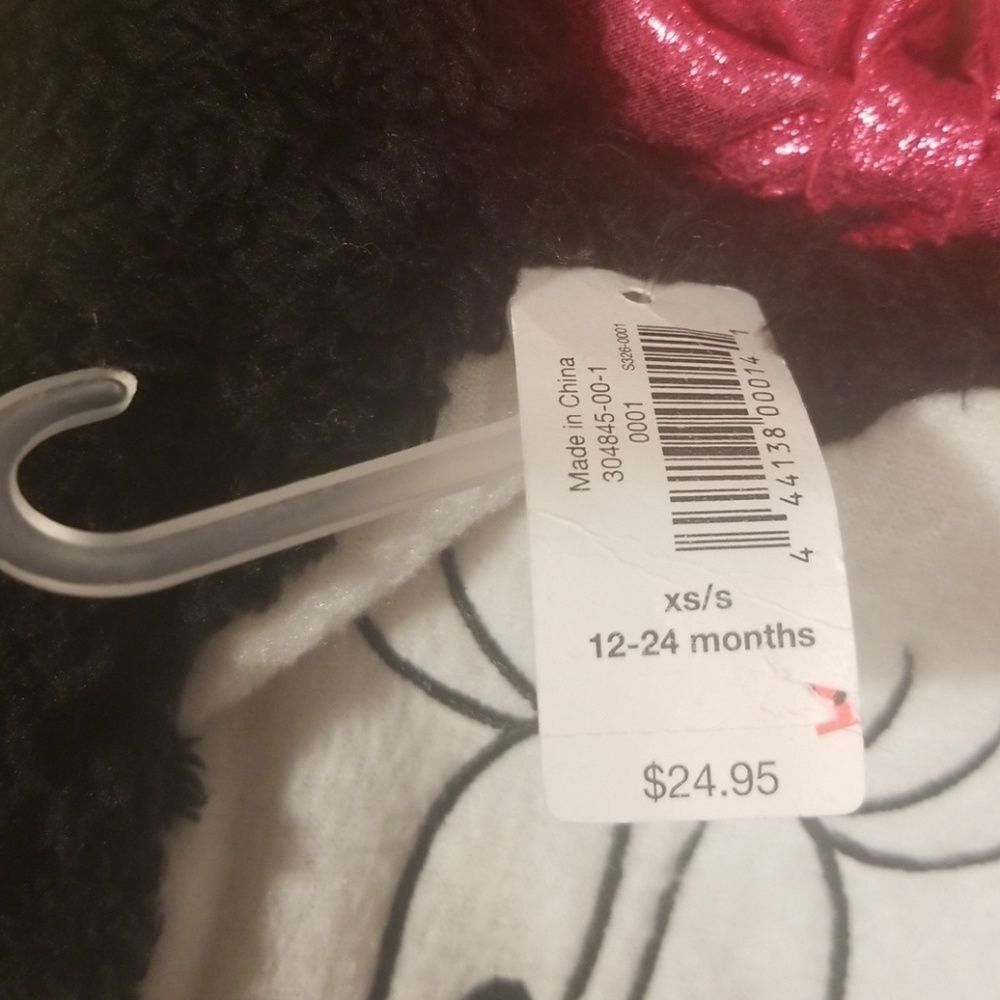 Made in China
304845-00-1
0001
S326-0001
4 44138 00014 1
xs/s
12-24 months
$24.95